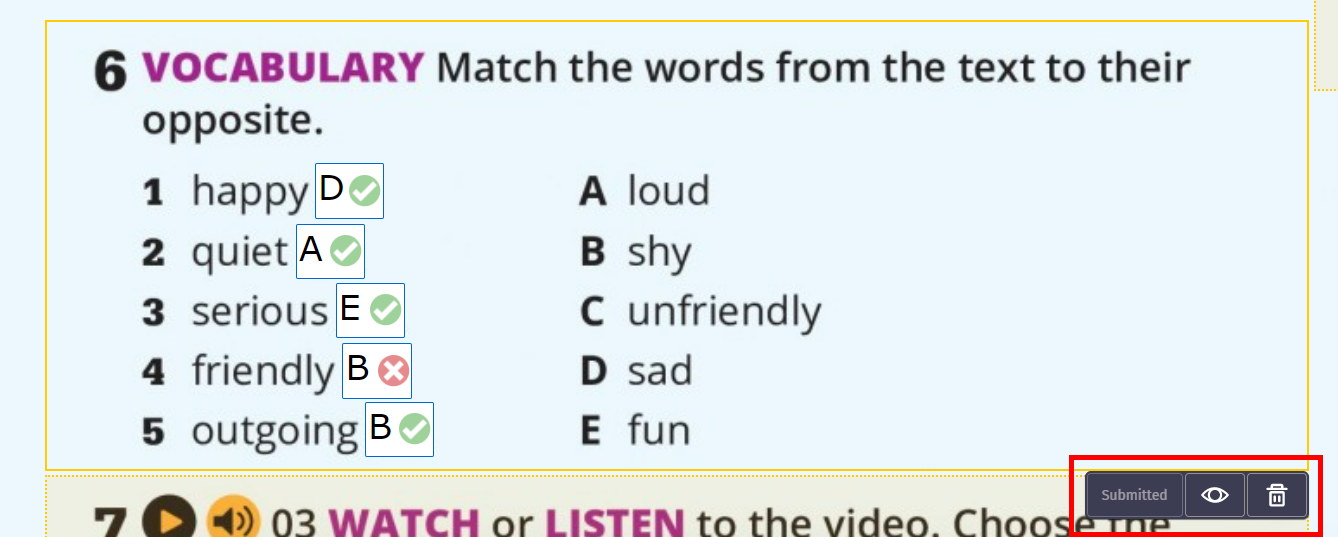 6 VOCABULARY Match the words from the text to their
opposite.
1 happy D
2 quiet A
3 serious E
4 friendly B
5 outgoing B
A loud
B shy
C unfriendly
D sad
E fun
Submitted
7 03 WATCH or LISTEN to the video. Choose the